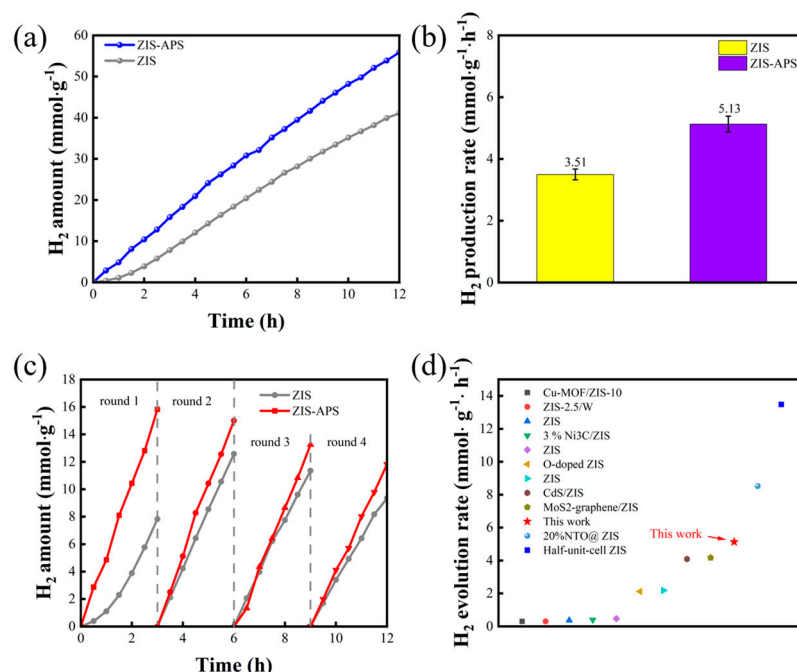 (a)
60
50
40
30
20
10
0
H2 amount (mmol·g-1)
ZIS-APS
ZIS
0 2 4 6 8 10 12
Time (h)
(b)
8
6
4
2
0
H2 production rate (mmol·g-1·h-1)
ZIS
ZIS-APS
3.51
5.13
(c)
18
16
14
12
10
8
6
4
2
0
H2 amount (mmol·g-1)
ZIS
ZIS-APS
round 1
round 2
round 3
round 4
0 2 4 6 8 10 12
Time (h)
(d)
14
12
10
8
6
4
2
0
H2 evolution rate (mmol· g-1· h-1)
Cu-MOF/ZIS-10
ZIS-2.5/W
ZIS
3 % Ni3C/ZIS
ZIS
O-doped ZIS
ZIS
CdS/ZIS
MoS2-graphene/ZIS
This work
20%NTO@ ZIS
Half-unit-cell ZIS
This work